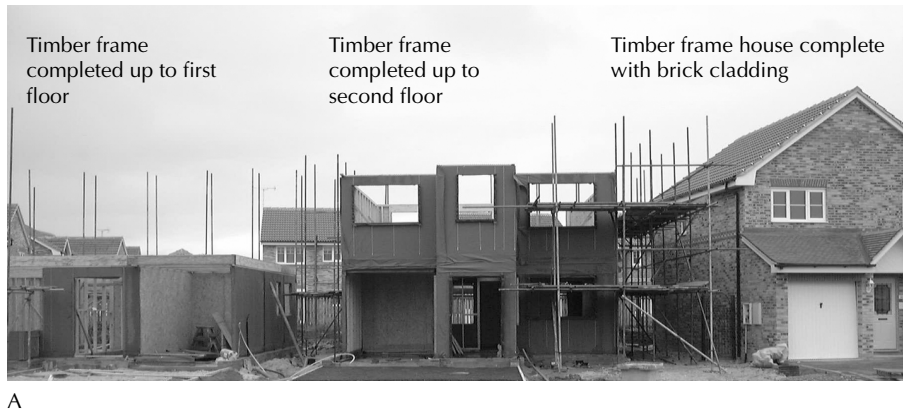 Timber frame
completed up to first
floor
Timber frame
completed up to
second floor
Timber frame house complete
with brick cladding
A